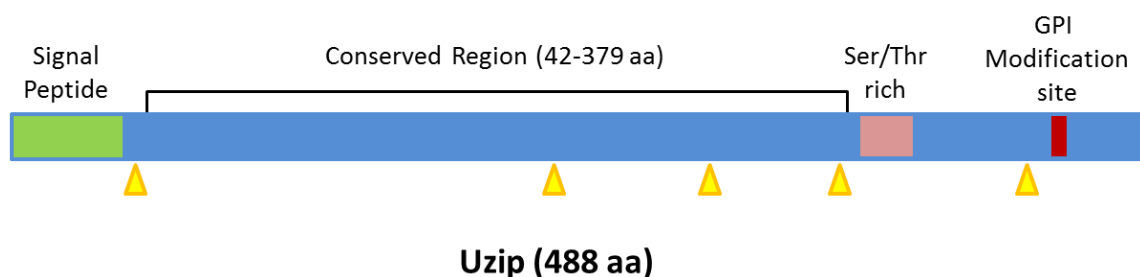 Signal
Peptide
Conserved Region (42-379 aa)
Ser/Thr
rich
GPI
Modification
site
Uzip (488 aa)